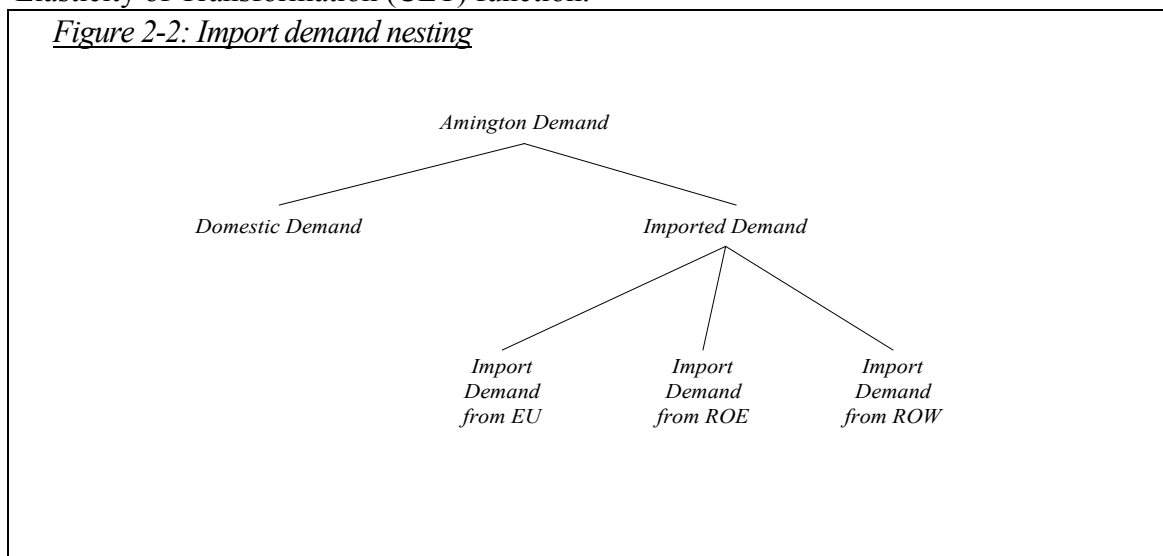 Elasticity of Transformation (CET) function.
Figure 2-2: Import demand nesting
Amington Demand
Domestic Demand
Imported Demand
Import
Demand
from EU
Import
Demand
from ROE
Import
Demand
from ROW